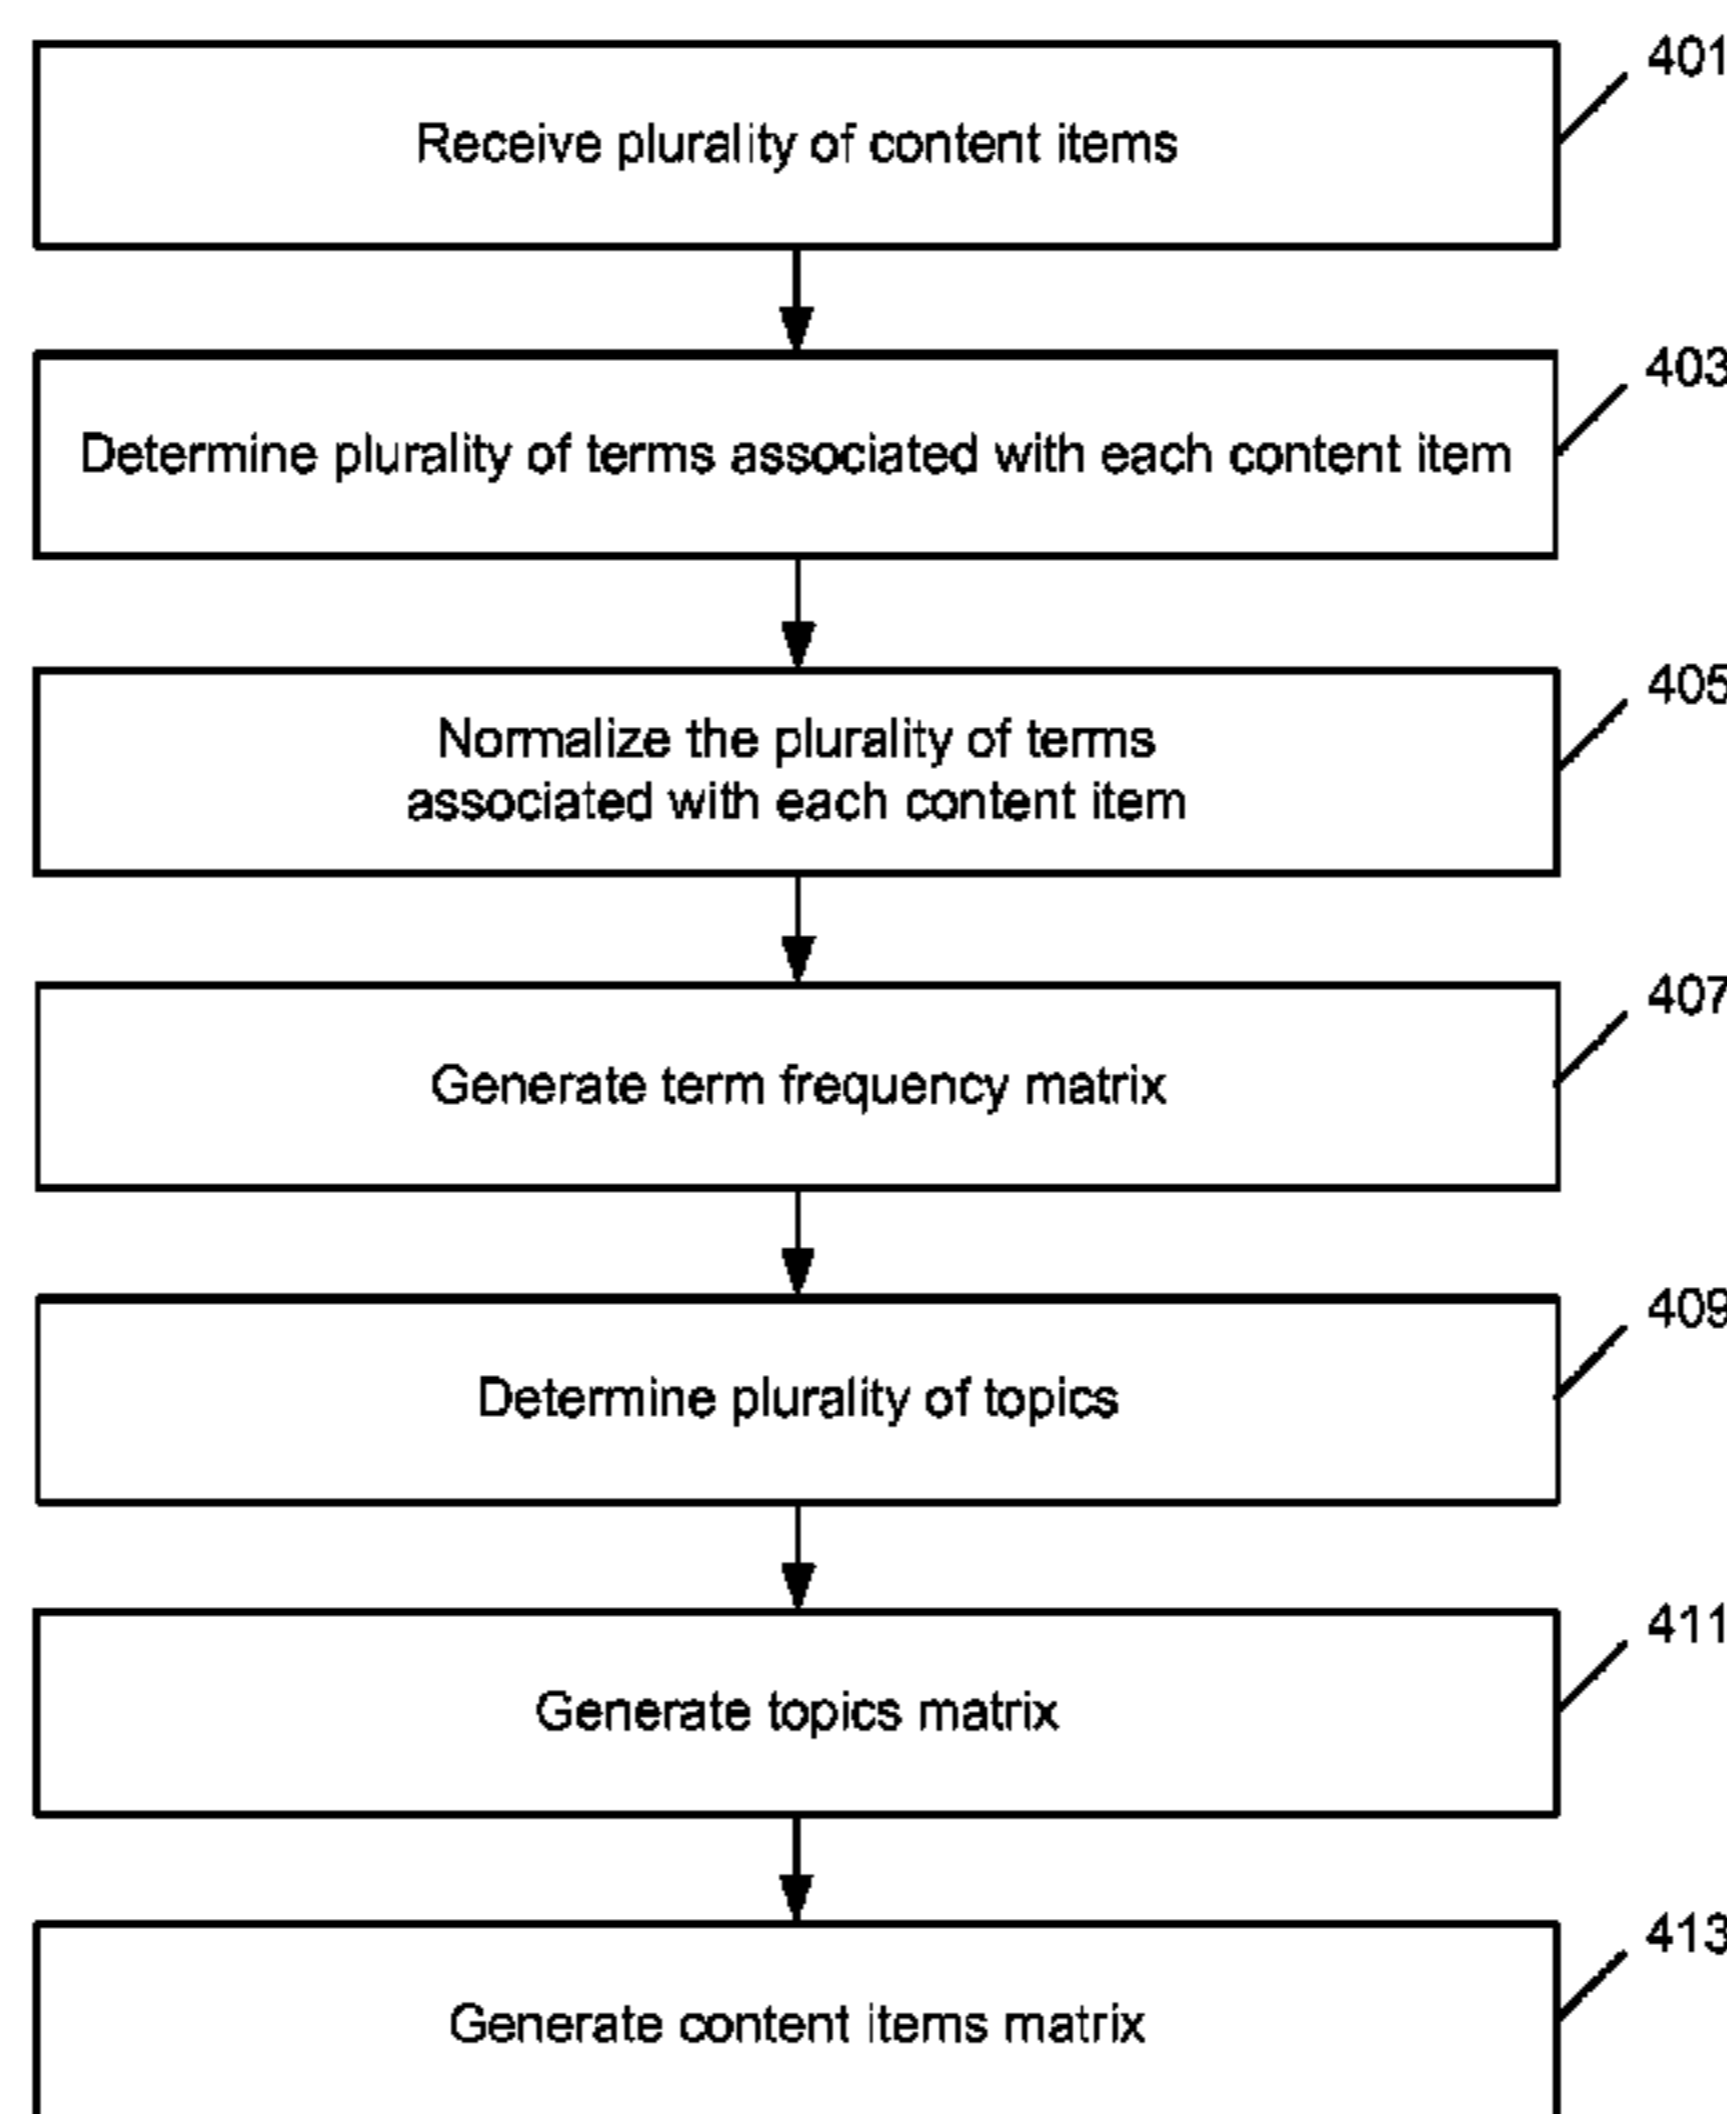 401
Receive plurality of content items
403
Determine plurality of terms associated with each content item
405
Normalize the plurality of terms
associated with each content item
407
Generate term frequency matrix
409
Determine plurality of topics
411
Generate topics matrix
413
Generate content items matrix